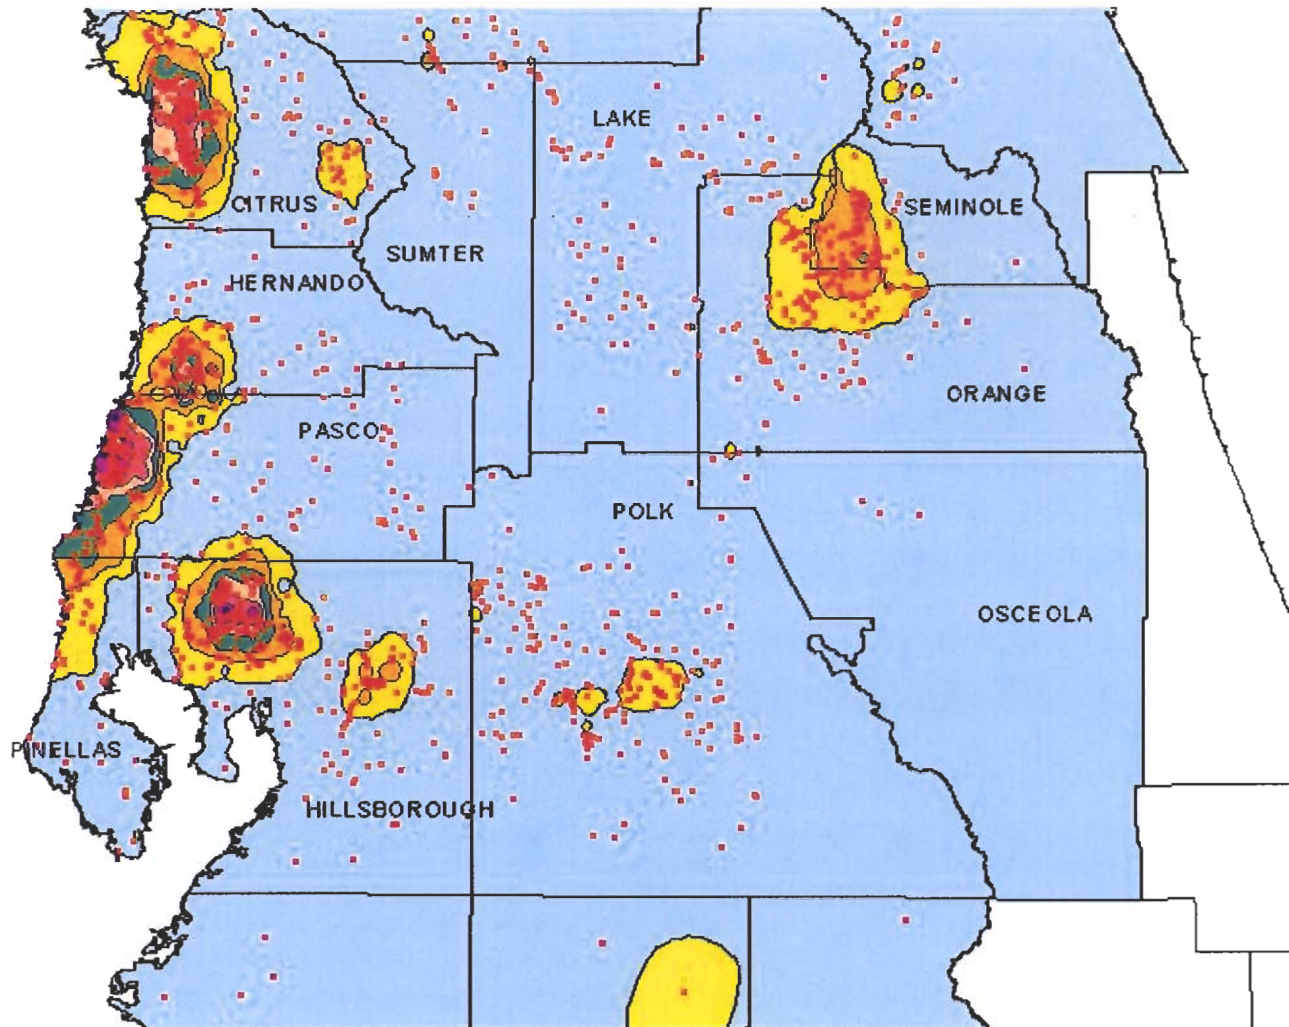 LAKE
CITRUS
SEMINOLE
SUMTER
HERNANDO
ORANGE
PASCO
POLK
OSCEOLA
PINELLAS
HILLSBOROUGH